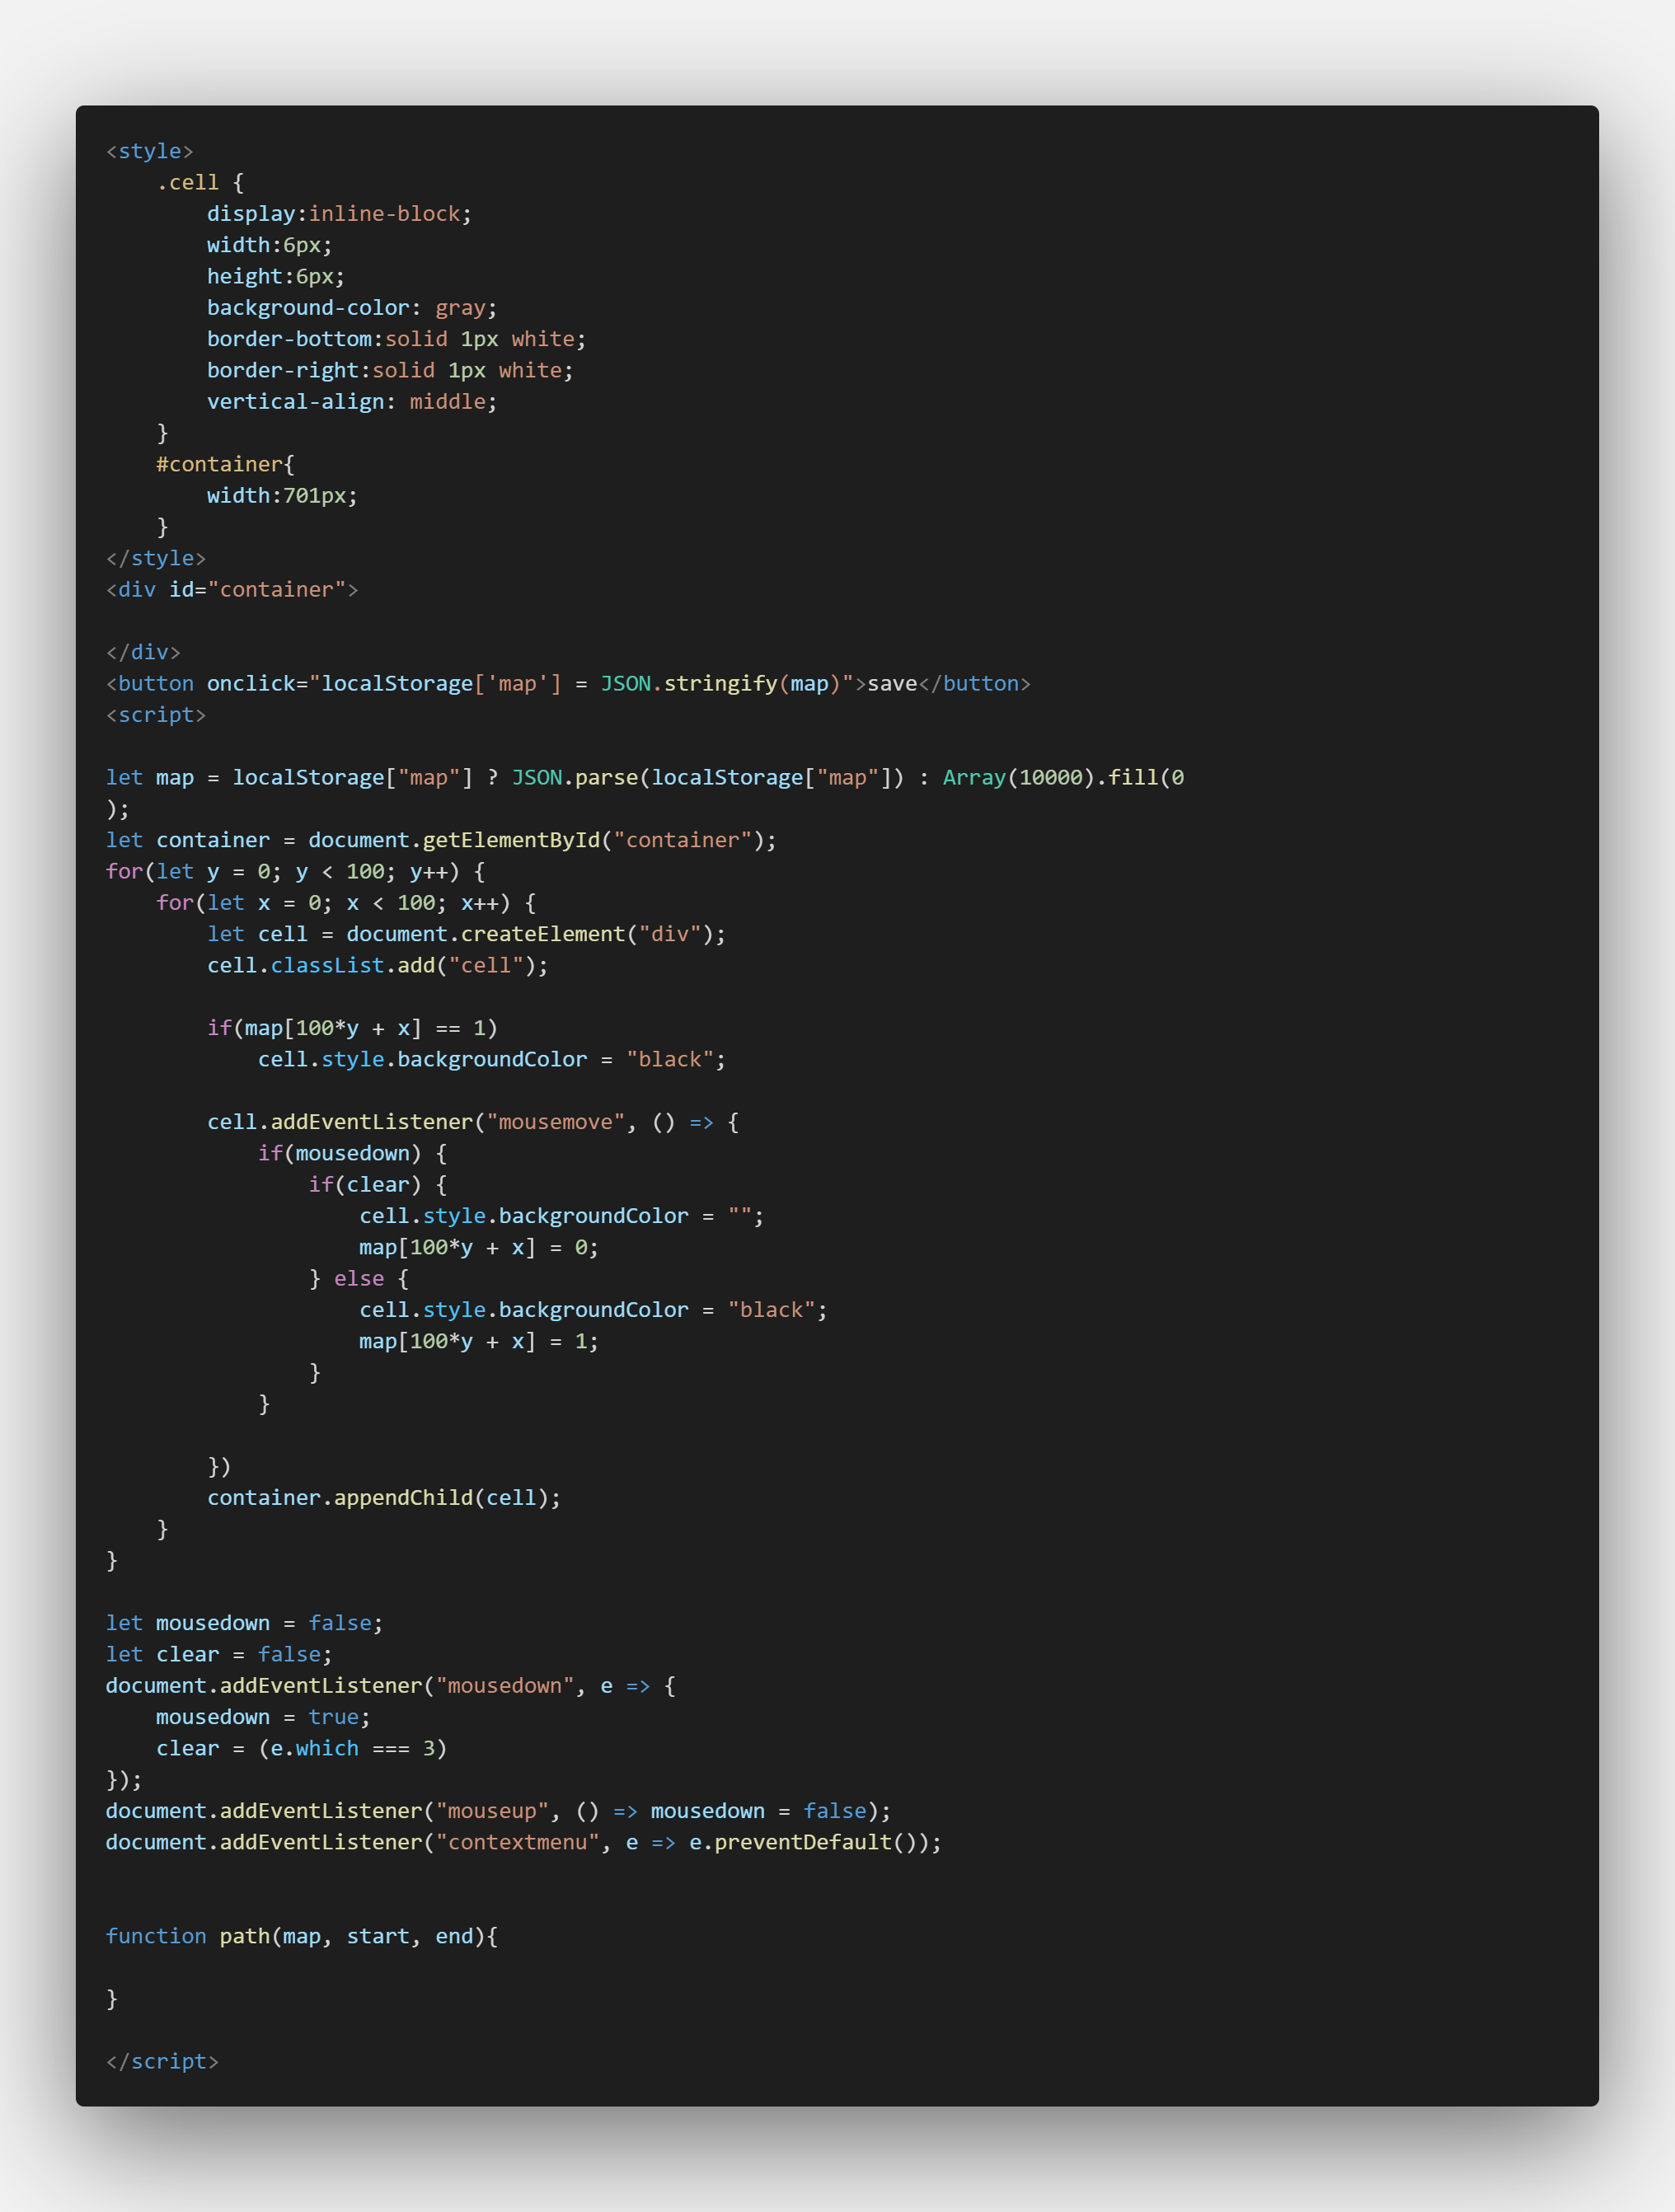 <style>
    .cell {
        display:inline-block;
        width:6px;
        height:6px;
        background-color: gray;
        border-bottom:solid 1px white;
        border-right:solid 1px white;
        vertical-align: middle;
    }
    #container{
        width:701px;
    }
</style>
<div id="container">

</div>
<button onclick="localStorage['map'] = JSON.stringify(map)">save</button>
<script>

let map = localStorage["map"] ? JSON.parse(localStorage["map"]) : Array(10000).fill(0
);
let container = document.getElementById("container");
for(let y = 0; y < 100; y++) {
    for(let x = 0; x < 100; x++) {
        let cell = document.createElement("div");
        cell.classList.add("cell");

        if(map[100*y + x] == 1)
            cell.style.backgroundColor = "black";

        cell.addEventListener("mousemove", () => {
            if(mousedown) {
                if(clear) {
                    cell.style.backgroundColor = "";
                    map[100*y + x] = 0;
                } else {
                    cell.style.backgroundColor = "black";
                    map[100*y + x] = 1;
                }
            }

        })
        container.appendChild(cell);
    }
}

let mousedown = false;
let clear = false;
document.addEventListener("mousedown", e => {
    mousedown = true;
    clear = (e.which === 3)
});
document.addEventListener("mouseup", () => mousedown = false);
document.addEventListener("contextmenu", e => e.preventDefault());


function path(map, start, end){

}

</script>